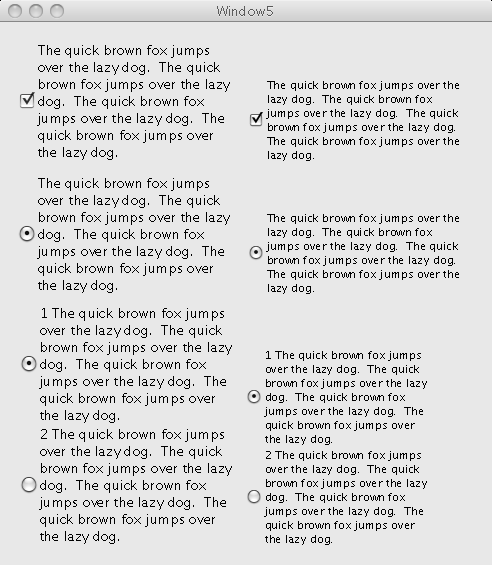 Window5
The quick brown fox jumps
over the lazy dog.  The quick
brown fox jumps over the lazy
dog.  The quick brown fox
jumps over the lazy dog.  The
quick brown fox jumps over
the lazy dog.
The quick brown fox jumps over the
lazy dog.  The quick brown fox
jumps over the lazy dog.  The quick
brown fox jumps over the lazy dog.
The quick brown fox jumps over the
lazy dog.
The quick brown fox jumps
over the lazy dog.  The quick
brown fox jumps over the lazy
dog.  The quick brown fox
jumps over the lazy dog.  The
quick brown fox jumps over
the lazy dog.
The quick brown fox jumps over the
lazy dog.  The quick brown fox
jumps over the lazy dog.  The quick
brown fox jumps over the lazy dog.
The quick brown fox jumps over the
lazy dog.
1 The quick brown fox jumps
over the lazy dog.  The quick
brown fox jumps over the lazy
dog.  The quick brown fox
jumps over the lazy dog.  The
quick brown fox jumps over
the lazy dog.
2 The quick brown fox jumps
over the lazy dog.  The quick
brown fox jumps over the lazy
dog.  The quick brown fox
jumps over the lazy dog.  The
quick brown fox jumps over
the lazy dog.
1 The quick brown fox jumps
over the lazy dog.  The quick
brown fox jumps over the lazy
dog.  The quick brown fox
jumps over the lazy dog.  The
quick brown fox jumps over
the lazy dog.
2 The quick brown fox jumps
over the lazy dog.  The quick
brown fox jumps over the lazy
dog.  The quick brown fox
jumps over the lazy dog.  The
quick brown fox jumps over
the lazy dog.